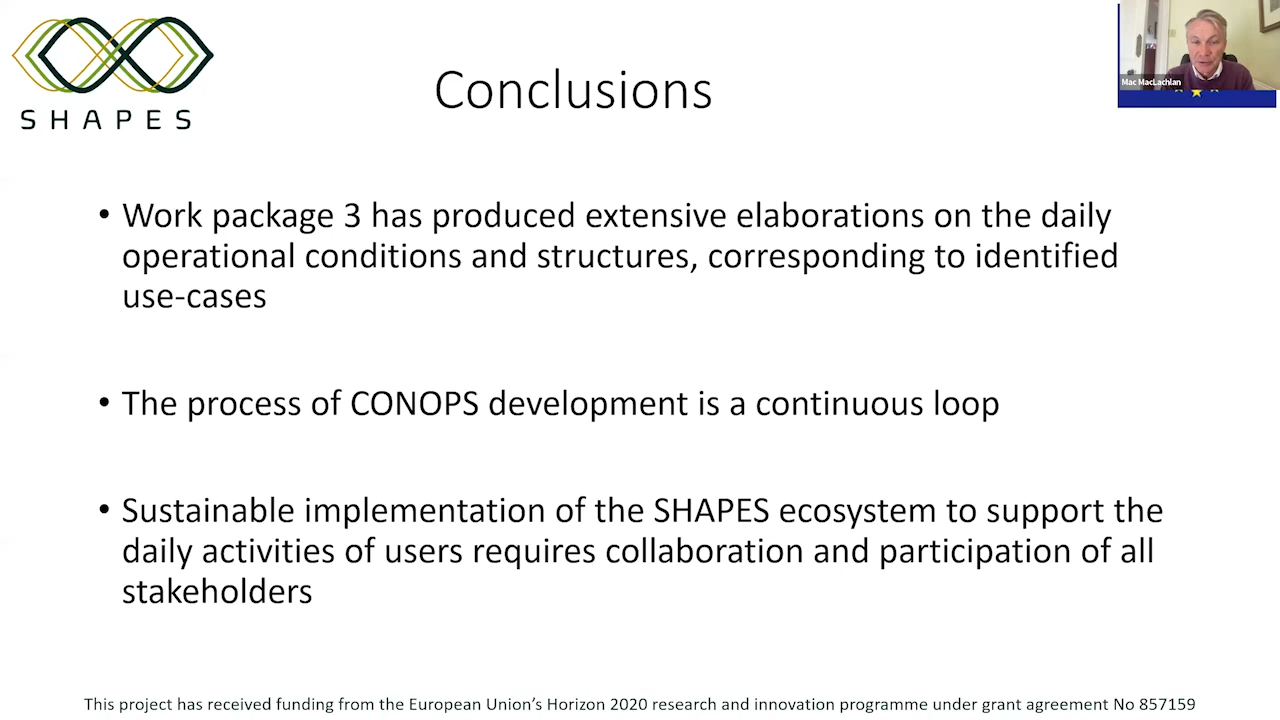 SHAPES
Conclusions
Mac MacLachlan
• Work package 3 has produced extensive elaborations on the daily
operational conditions and structures, corresponding to identified
use-cases
• The process of CONOPS development is a continuous loop
• Sustainable implementation of the SHAPES ecosystem to support the
daily activities of users requires collaboration and participation of all
stakeholders
This project has received funding from the European Union’s Horizon 2020 research and innovation programme under grant agreement No 857159